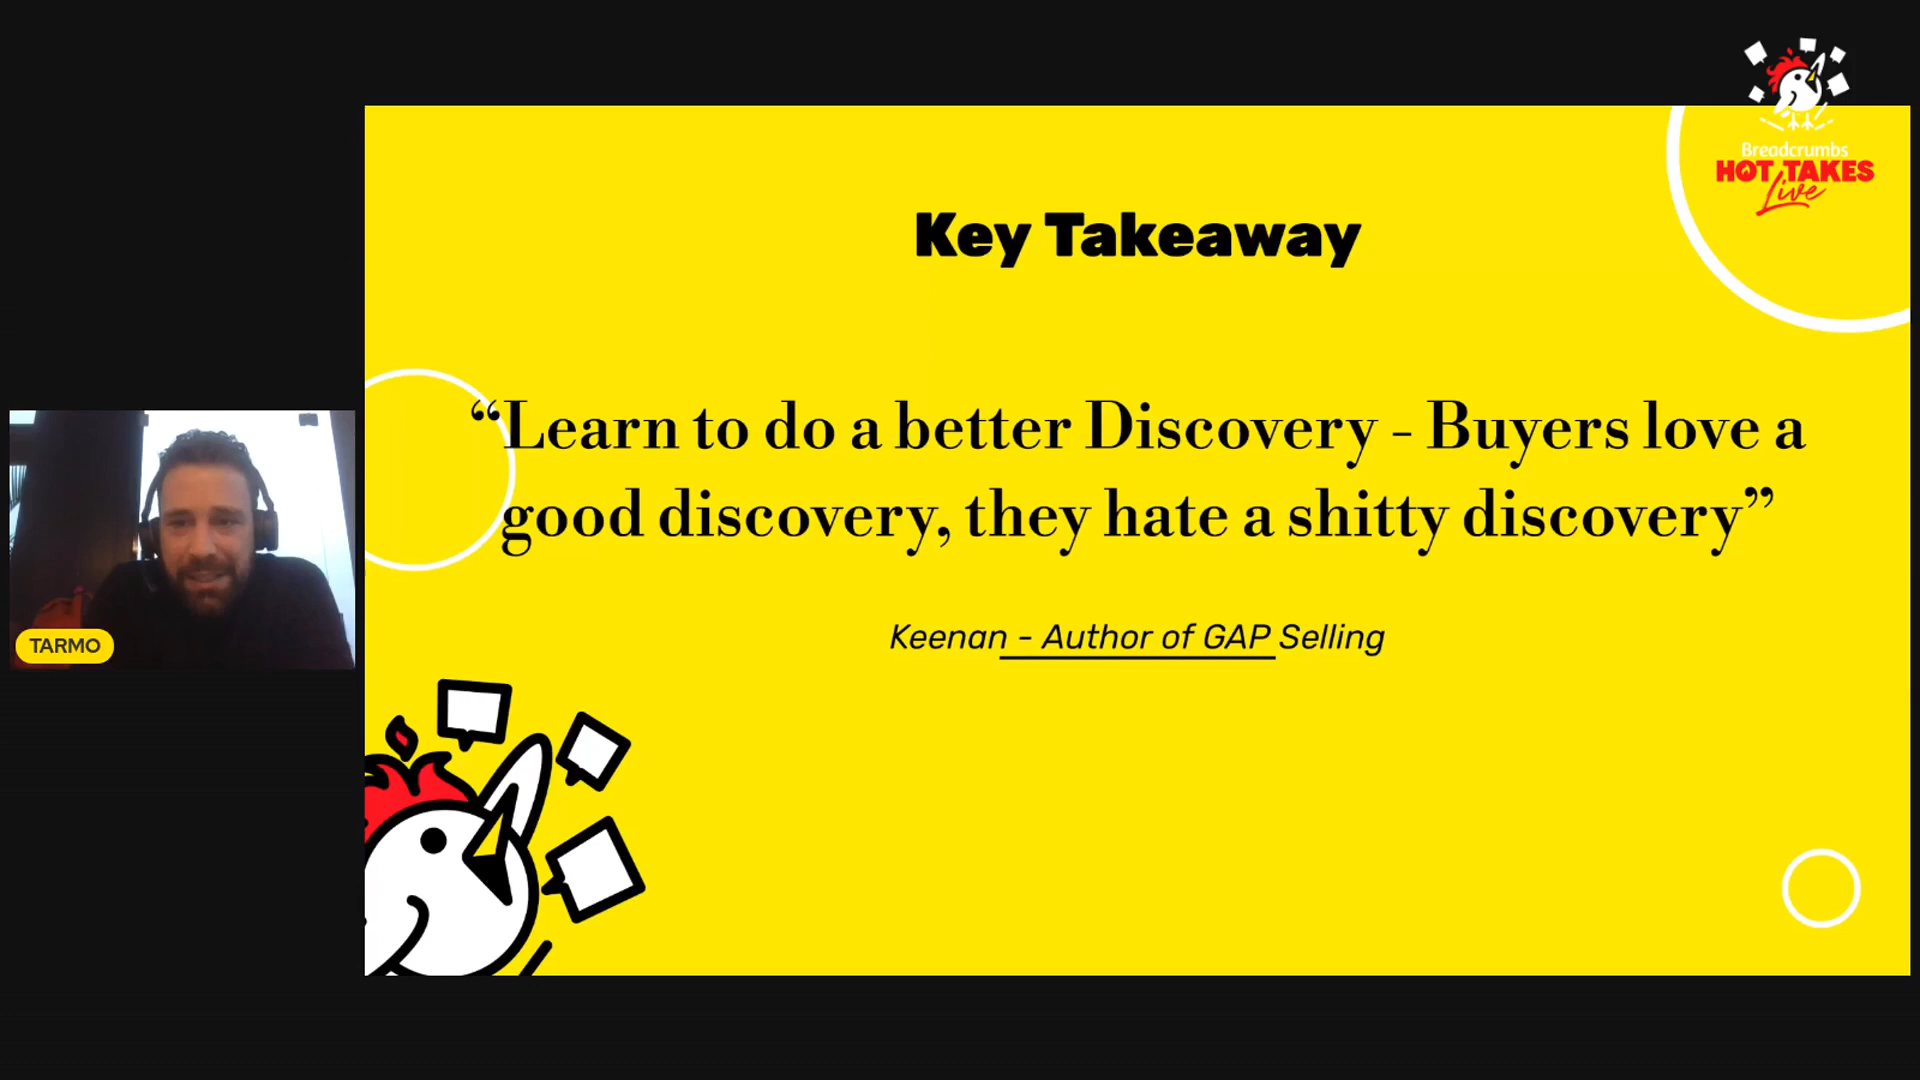 Breadcrumbs
HOT TAKES
Live
Key Takeaway
“Learn to do a better Discovery - Buyers love a
good discovery, they hate a shitty discovery”
Keenan - Author of GAP Selling
TARMO